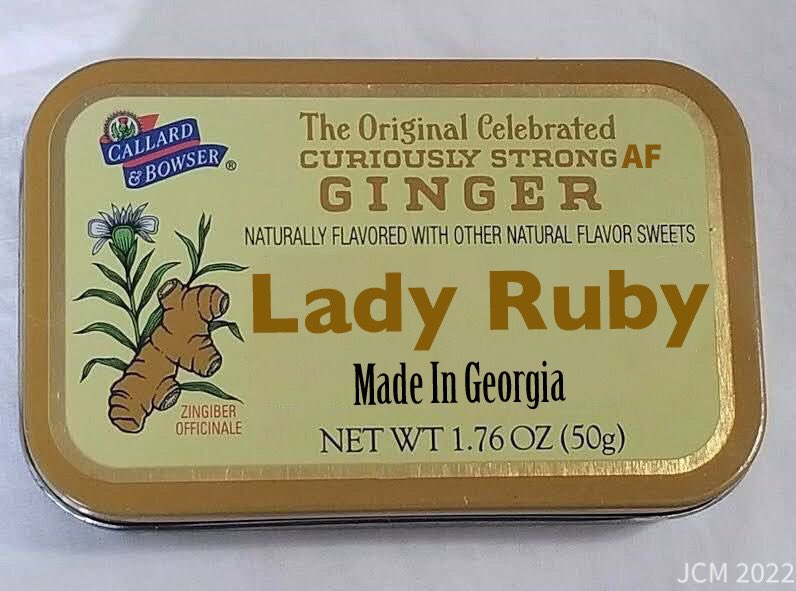 CALLARD
& BOWSER®
The Original Celebrated
CURIOUSLY STRONG AF
GINGER
NATURALLY FLAVORED WITH OTHER NATURAL FLAVOR SWEETS
Lady Ruby
Made In Georgia
ZINGIBER
OFFICINALE
NET WT 1.76 OZ (50g)
JCM 2022